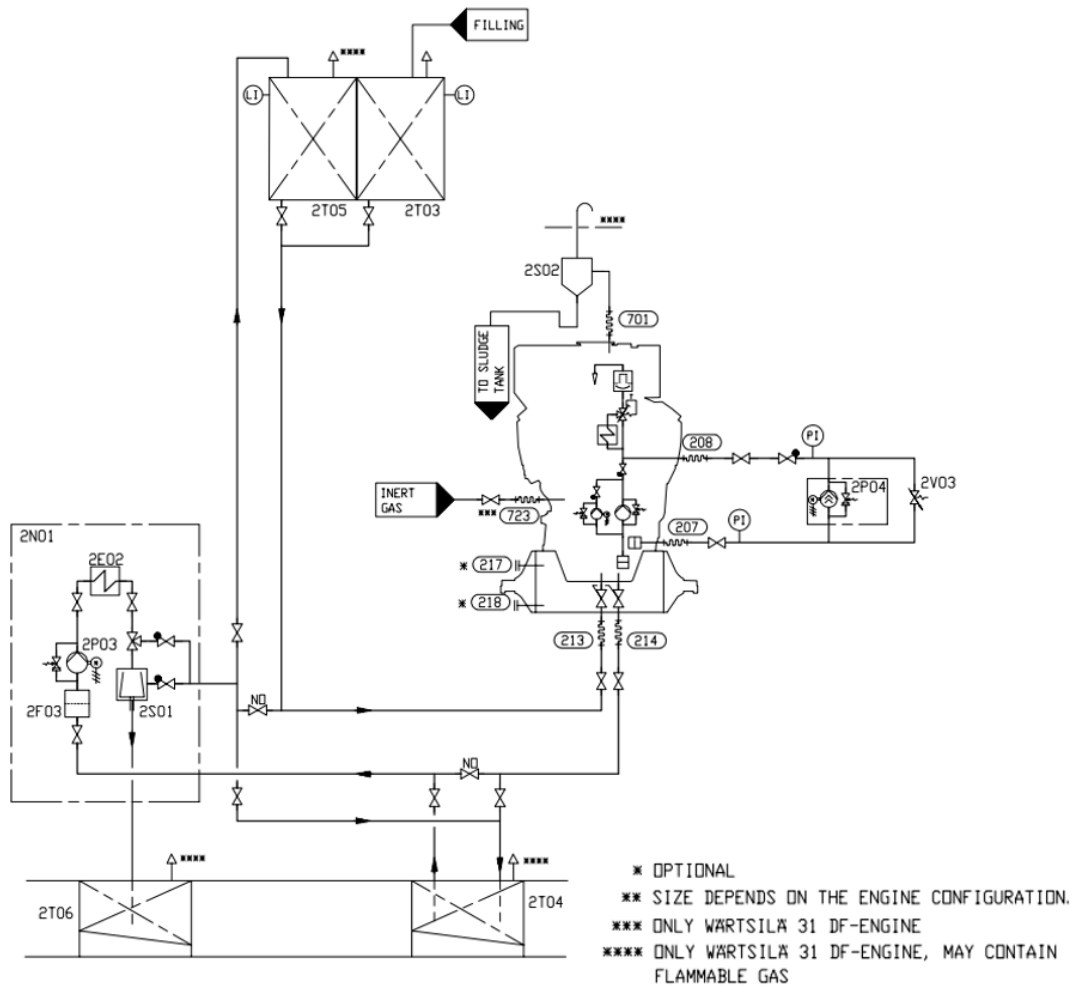 FILLING
****
LI
LI
2T05
2T03
****
2S02
701
TO SLUDGE
TANK
208
PI
2P04
2V03
INERT
GAS
***
723
207
PI
2N01
2E02
* 217
* 218
2P03
213
214
2F03
2S01
NO
NO
****
****
2T06
2T04
* OPTIONAL
** SIZE DEPENDS ON THE ENGINE CONFIGURATION.
*** ONLY WÄRTSILÄ 31 DF-ENGINE
**** ONLY WÄRTSILÄ 31 DF-ENGINE, MAY CONTAIN
FLAMMABLE GAS